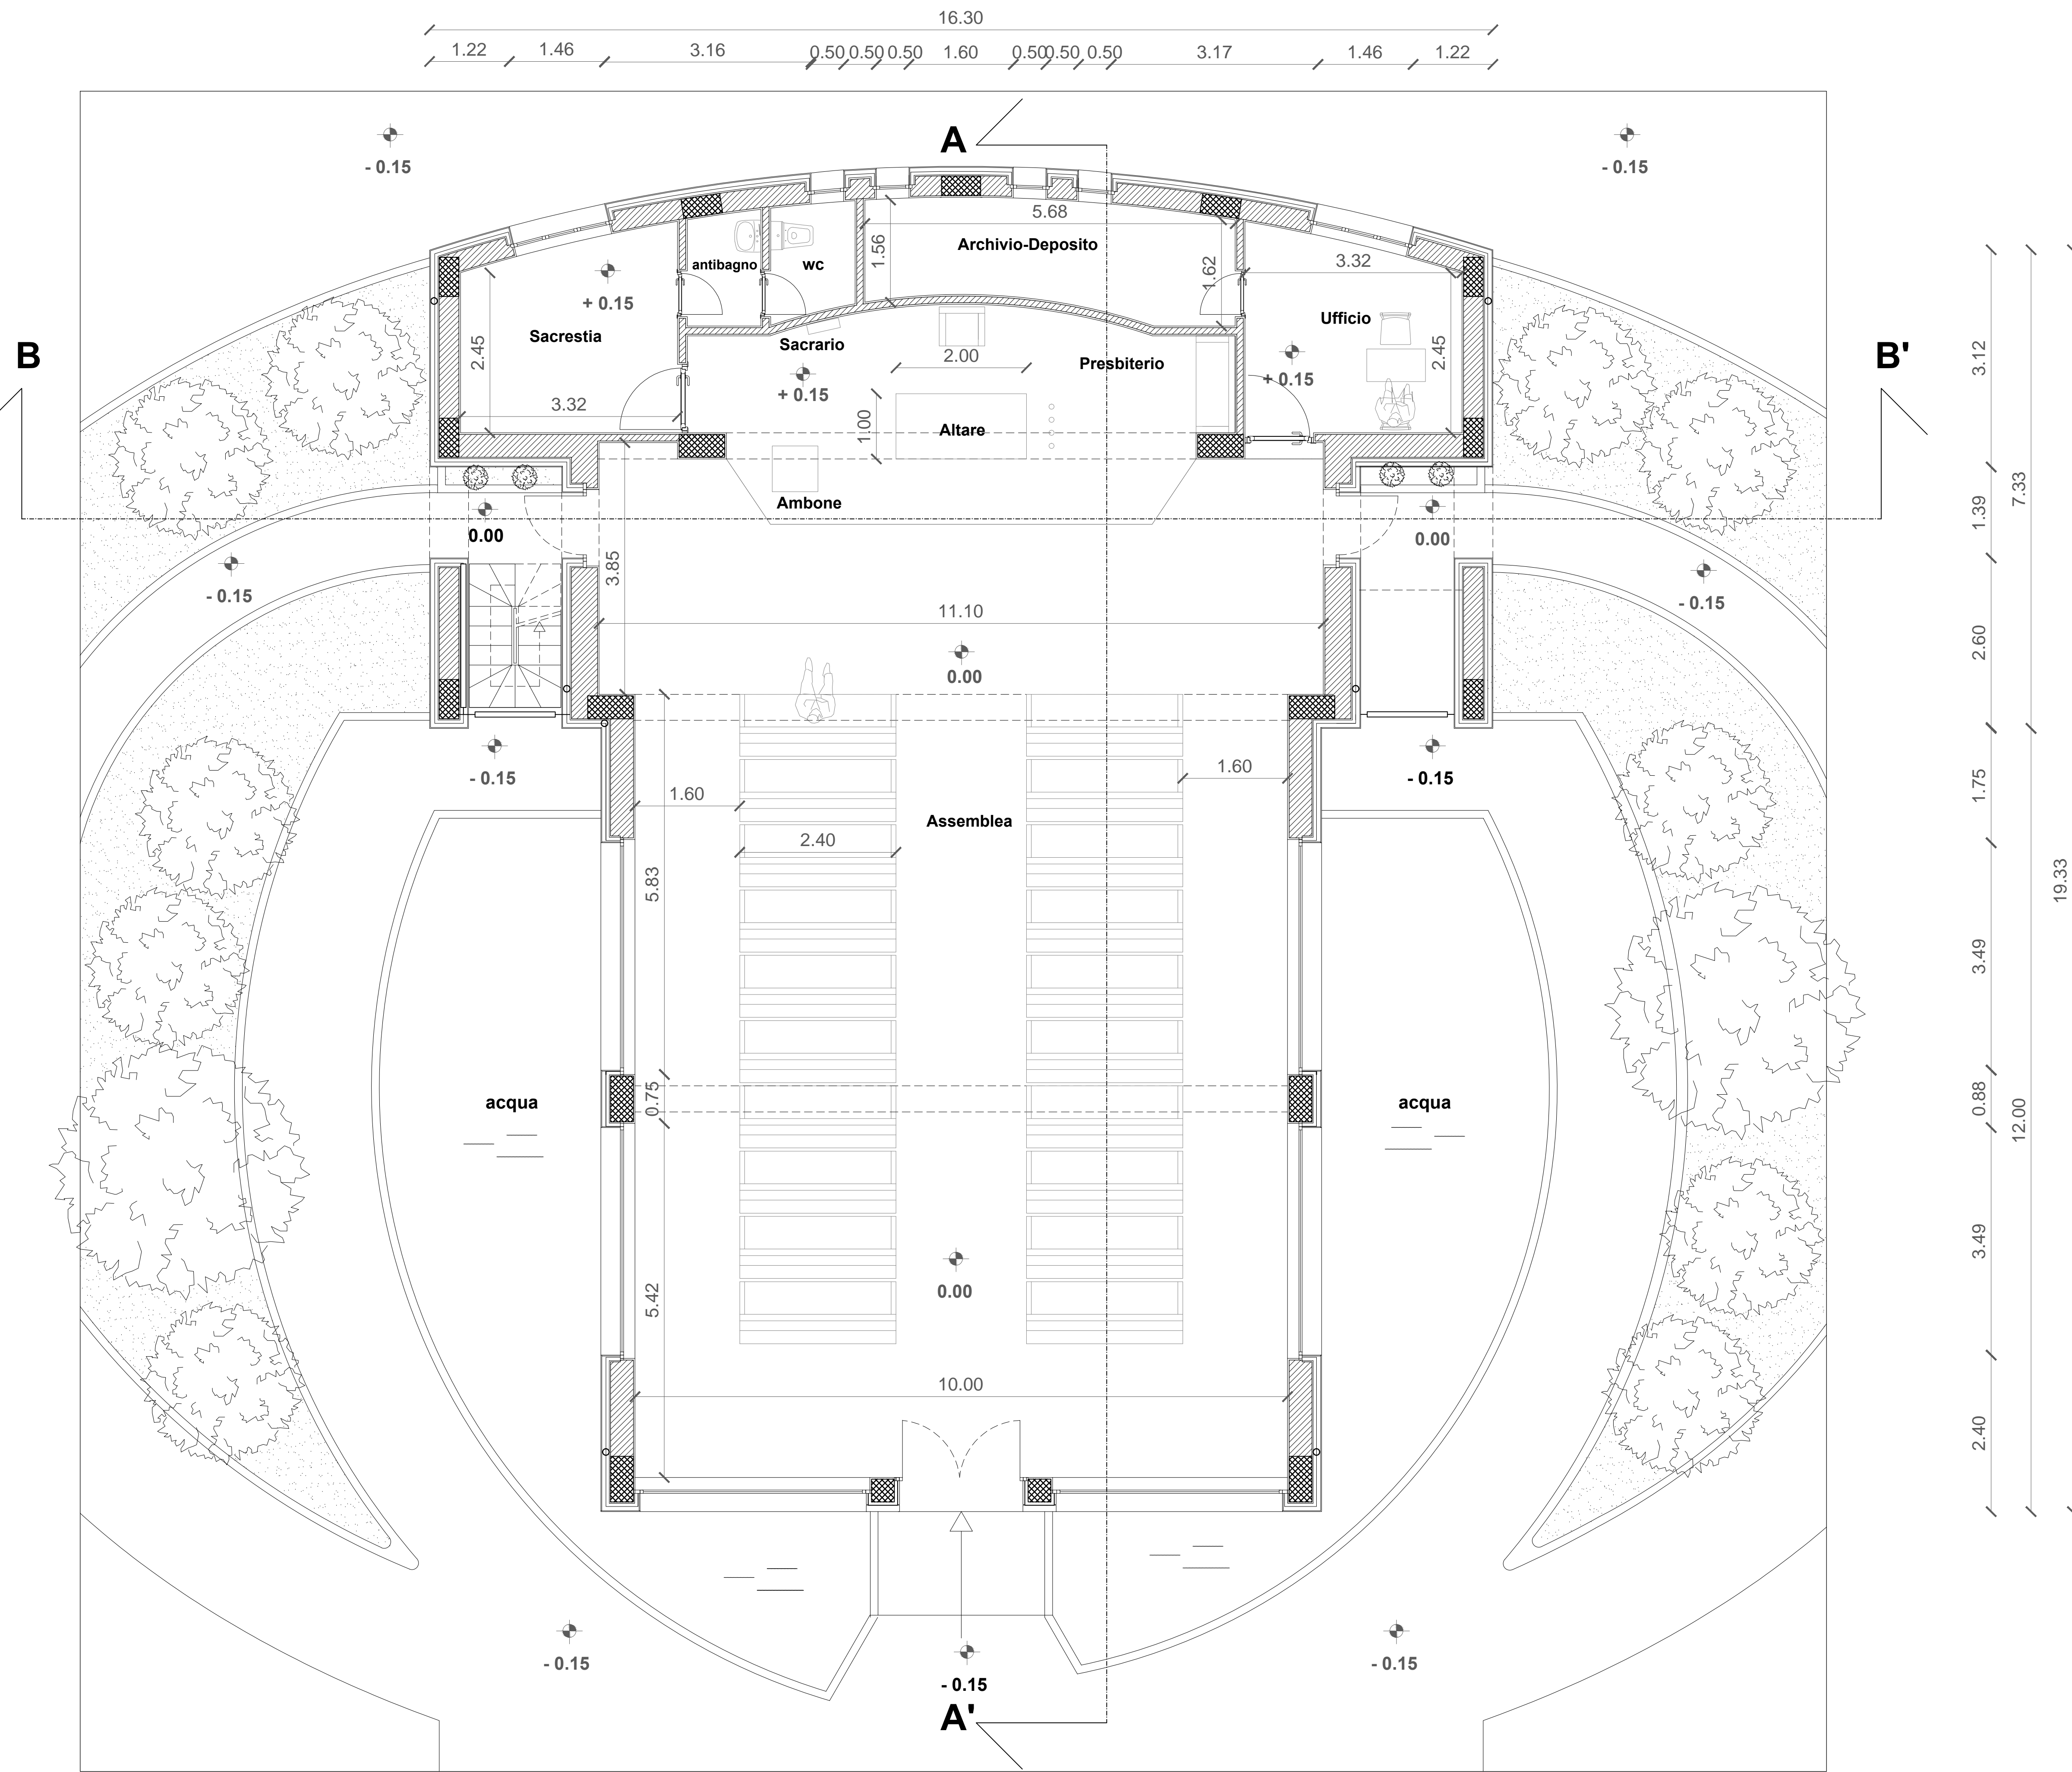 16.30
1.22 1.46 3.16 0.50 0.50 0.50 1.60 0.50 0.50 0.50 3.17 1.46 1.22
A
- 0.15
- 0.15
5.68
Archivio-Deposito
1.56
1.62
antibagno
wc
3.32
+ 0.15
Sacrestia
2.45
3.32
Sacrario
+ 0.15
2.00
Presbiterio
1.00
Altare
Ufficio
+ 0.15
2.45
B
B'
Ambone
0.00
0.00
- 0.15
- 0.15
3.85
11.10
0.00
- 0.15
- 0.15
1.60
1.60
Assemblea
2.40
5.83
acqua
0.75
acqua
5.42
0.00
10.00
- 0.15
- 0.15
- 0.15
A'
3.12
1.39
2.60
1.75
3.49
0.88
3.49
2.40
7.33
12.00
19.33